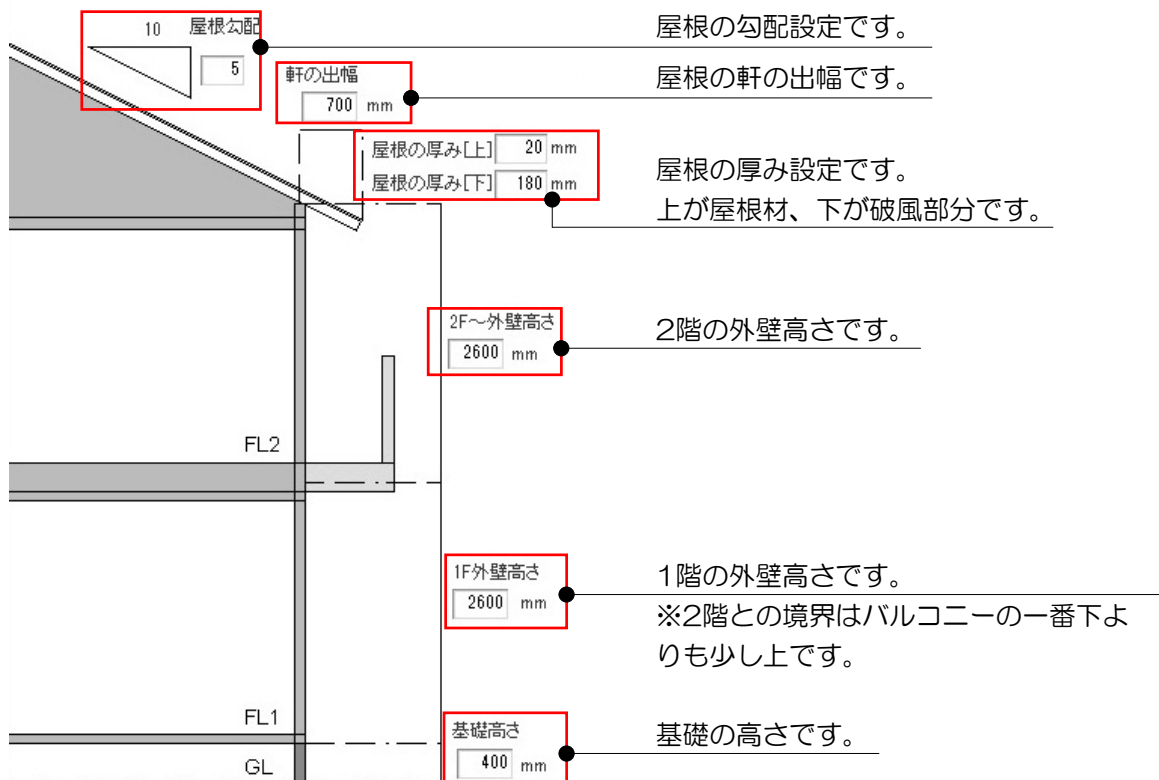 10 屋根勾配
5
屋根の勾配設定です。
軒の出幅
700 mm
屋根の軒の出幅です。
屋根の厚み[上] 20 mm
屋根の厚み[下] 180 mm
屋根の厚み設定です。
上が屋根材、下が破風部分です。
2F～外壁高さ
2600 mm
2階の外壁高さです。
FL2
1F外壁高さ
2600 mm
1階の外壁高さです。
※2階との境界はバルコニーの一番下よ
りも少し上です。
FL1
基礎高さ
400 mm
基礎の高さです。
GL